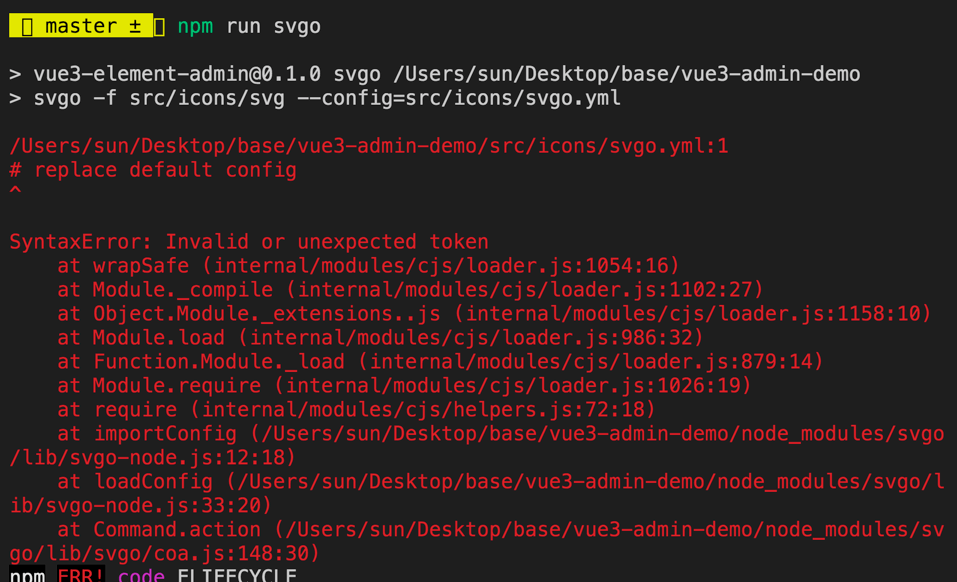 master ± npm run svgo
> vue3-element-admin@0.1.0 svgo /Users/sun/Desktop/base/vue3-admin-demo
> svgo -f src/icons/svg --config=src/icons/svgo.yml
/Users/sun/Desktop/base/vue3-admin-demo/src/icons/svgo.yml:1
# replace default config
^
SyntaxError: Invalid or unexpected token
at wrapSafe (internal/modules/cjs/loader.js:1054:16)
at Module._compile (internal/modules/cjs/loader.js:1102:27)
at Object.Module._extensions..js (internal/modules/cjs/loader.js:1158:10)
at Module.load (internal/modules/cjs/loader.js:986:32)
at Function.Module._load (internal/modules/cjs/loader.js:879:14)
at Module.require (internal/modules/cjs/loader.js:1026:19)
at require (internal/modules/cjs/helpers.js:72:18)
at importConfig (/Users/sun/Desktop/base/vue3-admin-demo/node_modules/svgo
/lib/svgo-node.js:12:18)
at loadConfig (/Users/sun/Desktop/base/vue3-admin-demo/node_modules/svgo/l
ib/svgo-node.js:33:20)
at Command.action (/Users/sun/Desktop/base/vue3-admin-demo/node_modules/sv
go/lib/svgo/coa.js:148:30)
npm ERR! code ELIFECYCLE